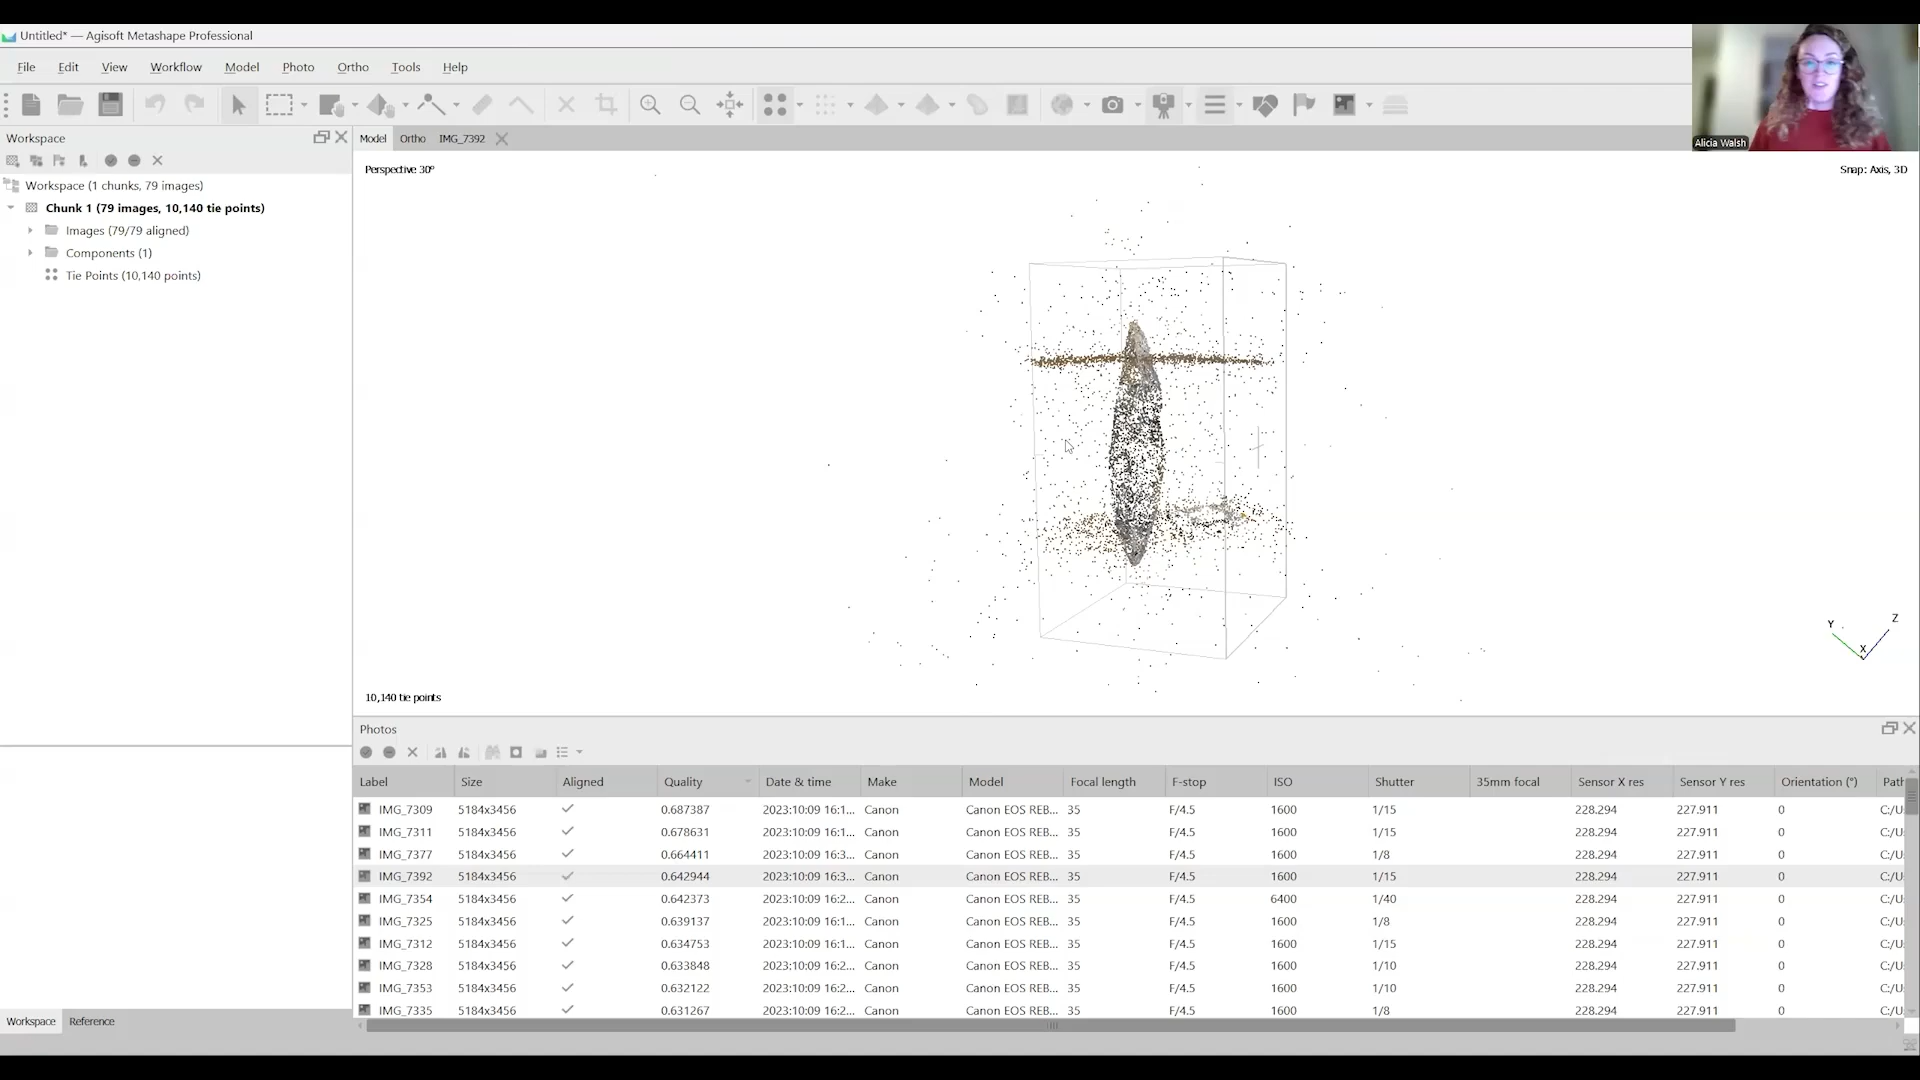 Untitled* — Agisoft Metashape Professional
File Edit View Workflow Model Photo Ortho Tools Help
Alicia Walsh
Workspace
Model Ortho IMG_7392
Perspective 30°
Snap: Axis, 3D
Workspace (1 chunks, 79 images)
Chunk 1 (79 images, 10,140 tie points)
Images (79/79 aligned)
Components (1)
Tie Points (10,140 points)
Y Z
X
10,140 tie points
Photos
Label Size Aligned Quality Date & time Make Model Focal length F-stop ISO Shutter 35mm focal Sensor X res Sensor Y res Orientation (°) Path
IMG_7309 5184x3456 0.687387 2023:10:09 16:1... Canon Canon EOS REB... 35 F/4.5 1600 1/15 228.294 227.911 0 C:/U
IMG_7311 5184x3456 0.678631 2023:10:09 16:1... Canon Canon EOS REB... 35 F/4.5 1600 1/15 228.294 227.911 0 C:/U
IMG_7377 5184x3456 0.664411 2023:10:09 16:3... Canon Canon EOS REB... 35 F/4.5 1600 1/8 228.294 227.911 0 C:/U
IMG_7392 5184x3456 0.642944 2023:10:09 16:3... Canon Canon EOS REB... 35 F/4.5 1600 1/15 228.294 227.911 0 C:/U
IMG_7354 5184x3456 0.642373 2023:10:09 16:2... Canon Canon EOS REB... 35 F/4.5 6400 1/40 228.294 227.911 0 C:/U
IMG_7325 5184x3456 0.639137 2023:10:09 16:1... Canon Canon EOS REB... 35 F/4.5 1600 1/8 228.294 227.911 0 C:/U
IMG_7312 5184x3456 0.634753 2023:10:09 16:1... Canon Canon EOS REB... 35 F/4.5 1600 1/15 228.294 227.911 0 C:/U
IMG_7328 5184x3456 0.633848 2023:10:09 16:2... Canon Canon EOS REB... 35 F/4.5 1600 1/10 228.294 227.911 0 C:/U
IMG_7353 5184x3456 0.632122 2023:10:09 16:2... Canon Canon EOS REB... 35 F/4.5 1600 1/10 228.294 227.911 0 C:/U
IMG_7335 5184x3456 0.631267 2023:10:09 16:2... Canon Canon EOS REB... 35 F/4.5 1600 1/8 228.294 227.911 0 C:/U
Workspace Reference